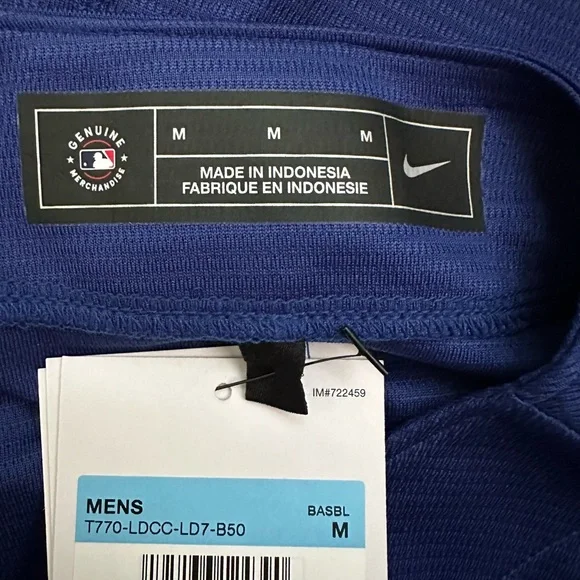 GENUINE
MERCHANDISE
M M M
MADE IN INDONESIA
FABRIQUE EN INDONESIE
IM#722459
MENS BASBL
T770-LDCC-LD7-B50 M